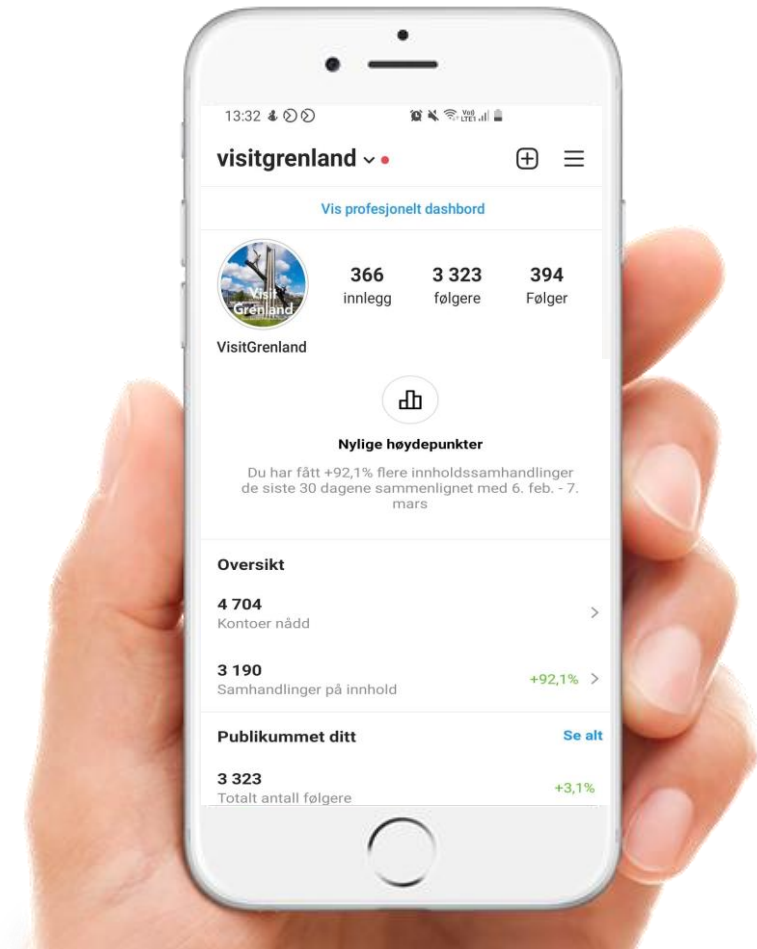 13:32
Vo)) LTE1
visitgrenland
Vis profesjonelt dashbord
Visit Grenland
366 3 323 394
innlegg følgere Følger
VisitGrenland
Nylige høydepunkter
Du har fått +92,1% flere innholdssamhandlinger
de siste 30 dagene sammenlignet med 6. feb. - 7.
mars
Oversikt
4 704
Kontoer nådd
3 190
Samhandlinger på innhold +92,1%
Publikummet ditt Se alt
3 323
Totalt antall følgere +3,1%